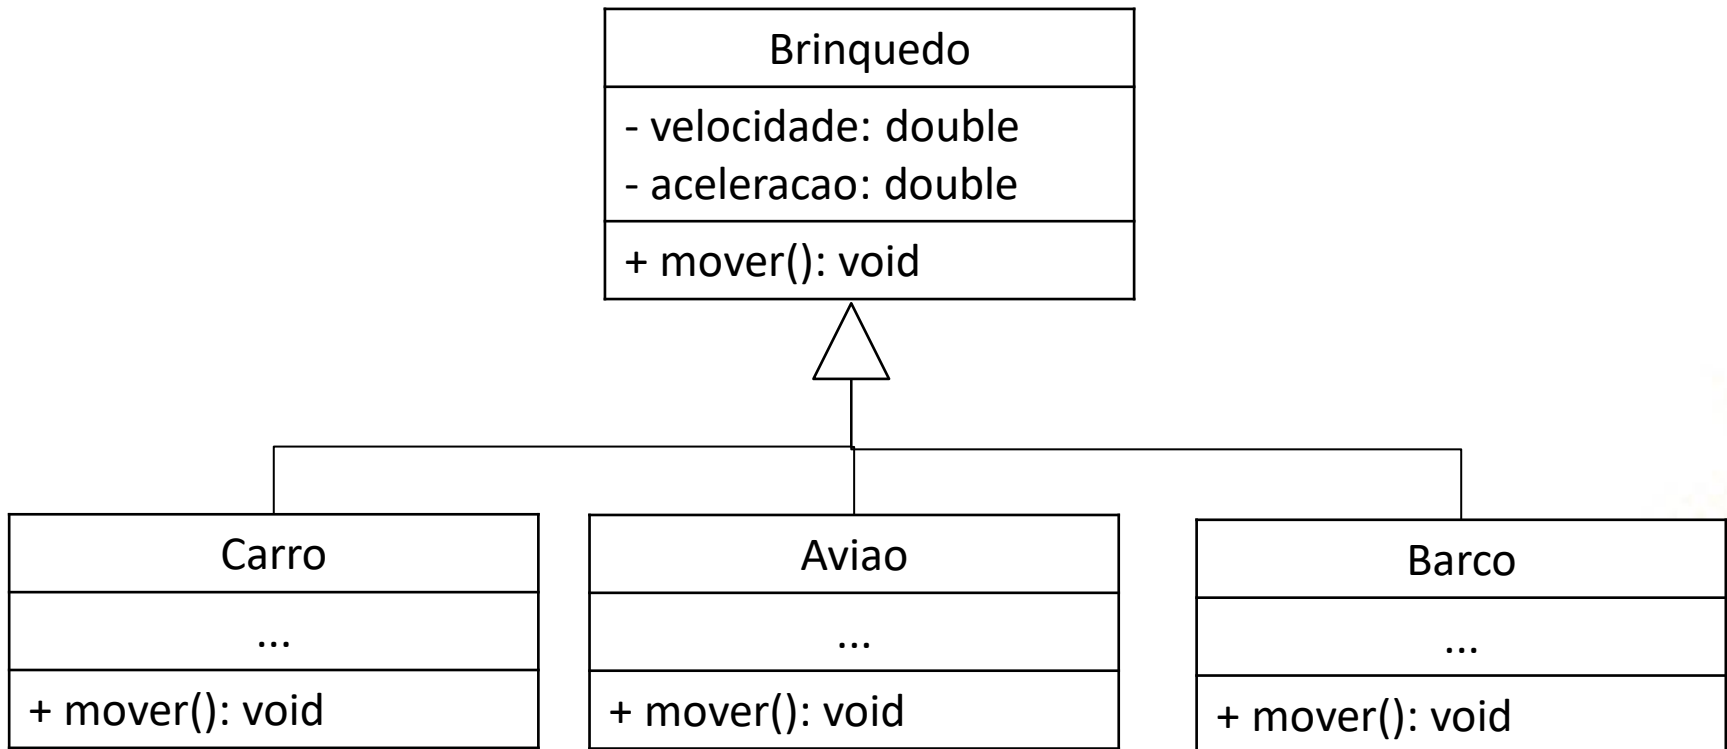 Brinquedo
- velocidade: double
- aceleracao: double
+ mover(): void
Carro
...
+ mover(): void
Aviao
...
+ mover(): void
Barco
...
+ mover(): void